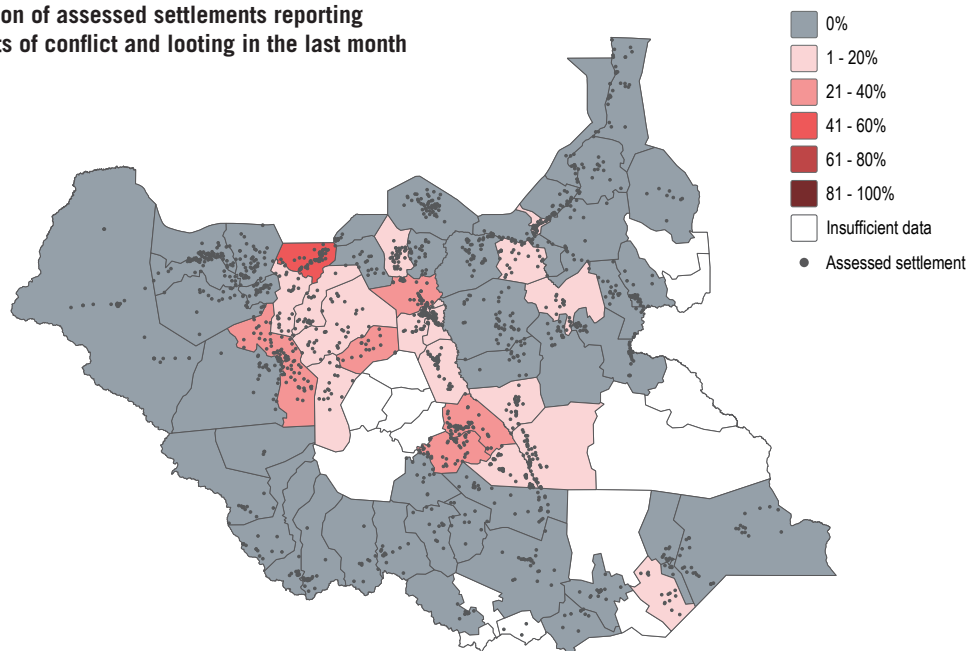 of assessed settlements reporting
of conflict and looting in the last month
0%
1 - 20%
21 - 40%
41 - 60%
61 - 80%
81 - 100%
Insufficient data
Assessed settlement